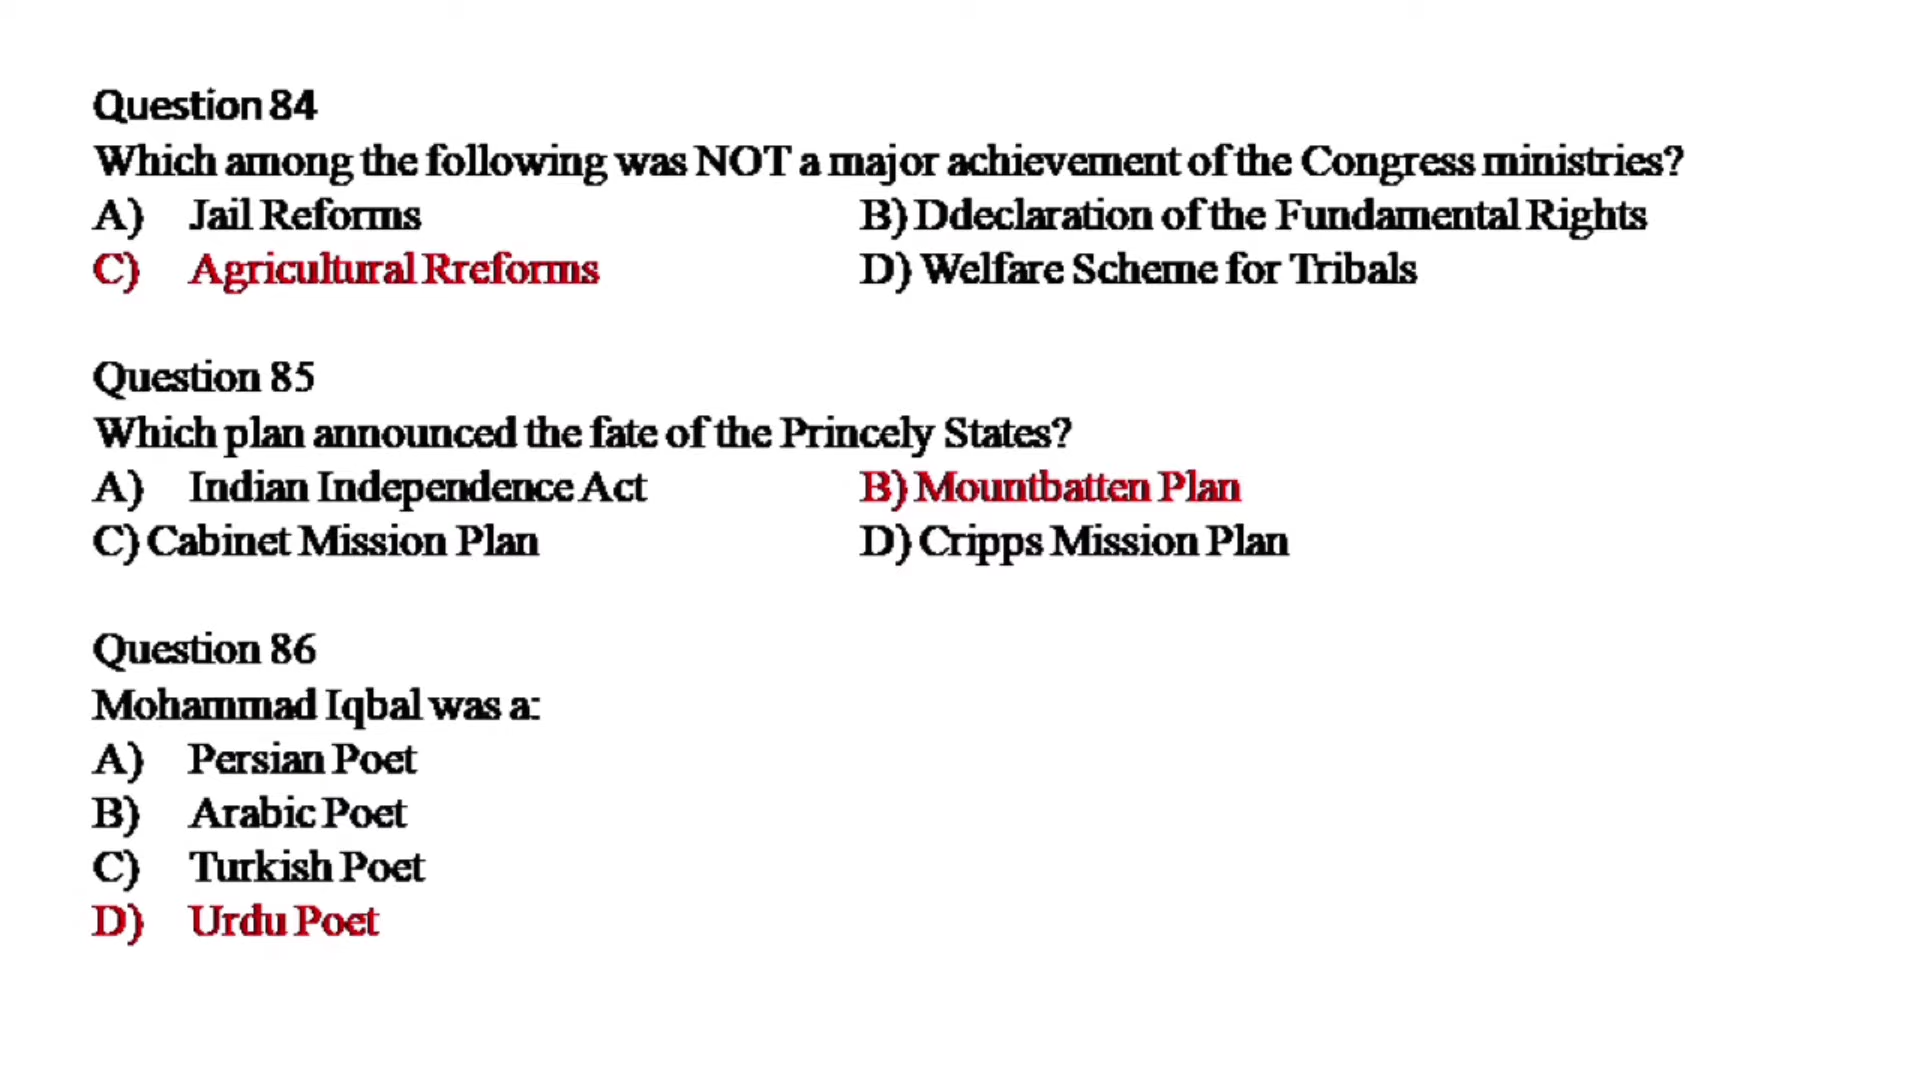 Question 84
Which among the following was NOT a major achievement of the Congress ministries?
A) Jail Reforms B) Ddeclaration of the Fundamental Rights
C) Agricultural Rreforms D) Welfare Scheme for Tribals
Question 85
Which plan announced the fate of the Princely States?
A) Indian Independence Act B) Mountbatten Plan
C) Cabinet Mission Plan D) Cripps Mission Plan
Question 86
Mohammad Iqbal was a:
A) Persian Poet
B) Arabic Poet
C) Turkish Poet
D) Urdu Poet